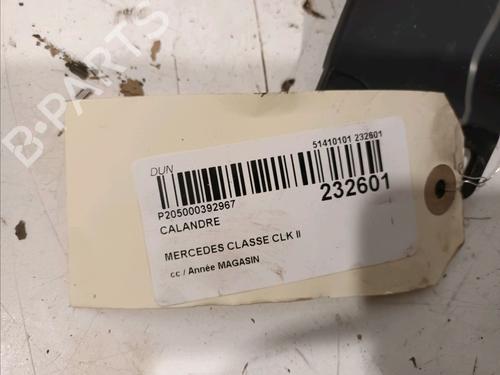 B-PARTS
DUN
51410101 232601
P205000392967
232601
CALANDRE
MERCEDES CLASSE CLK II
cc / Année MAGASIN